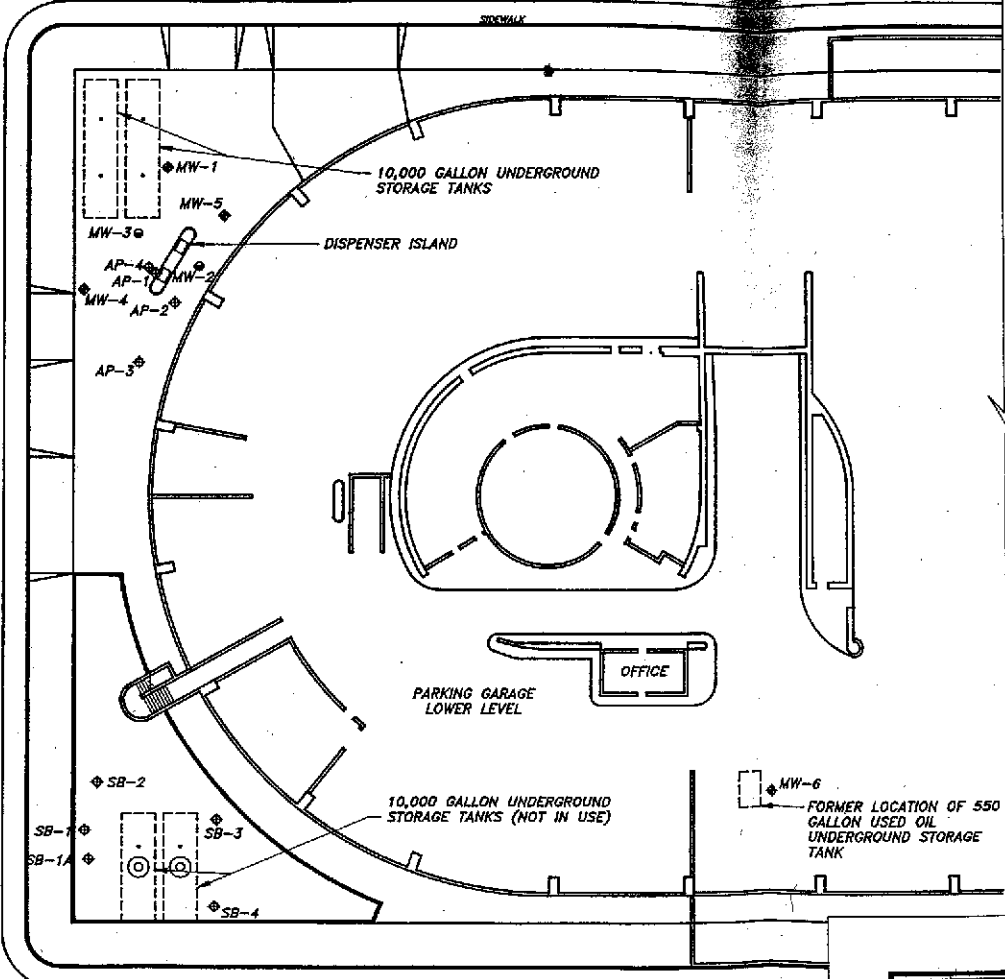 SIDEWALK
MW-1
10,000 GALLON UNDERGROUND
STORAGE TANKS
MW-5
MW-3
DISPENSER ISLAND
AP-4
AP-1
MW-2
MW-4
AP-2
AP-3
OFFICE
PARKING GARAGE
LOWER LEVEL
SB-2
MW-6
10,000 GALLON UNDERGROUND
STORAGE TANKS (NOT IN USE)
FORMER LOCATION OF 550
GALLON USED OIL
UNDERGROUND STORAGE
TANK
SB-1
SB-3
SB-1A
SB-4